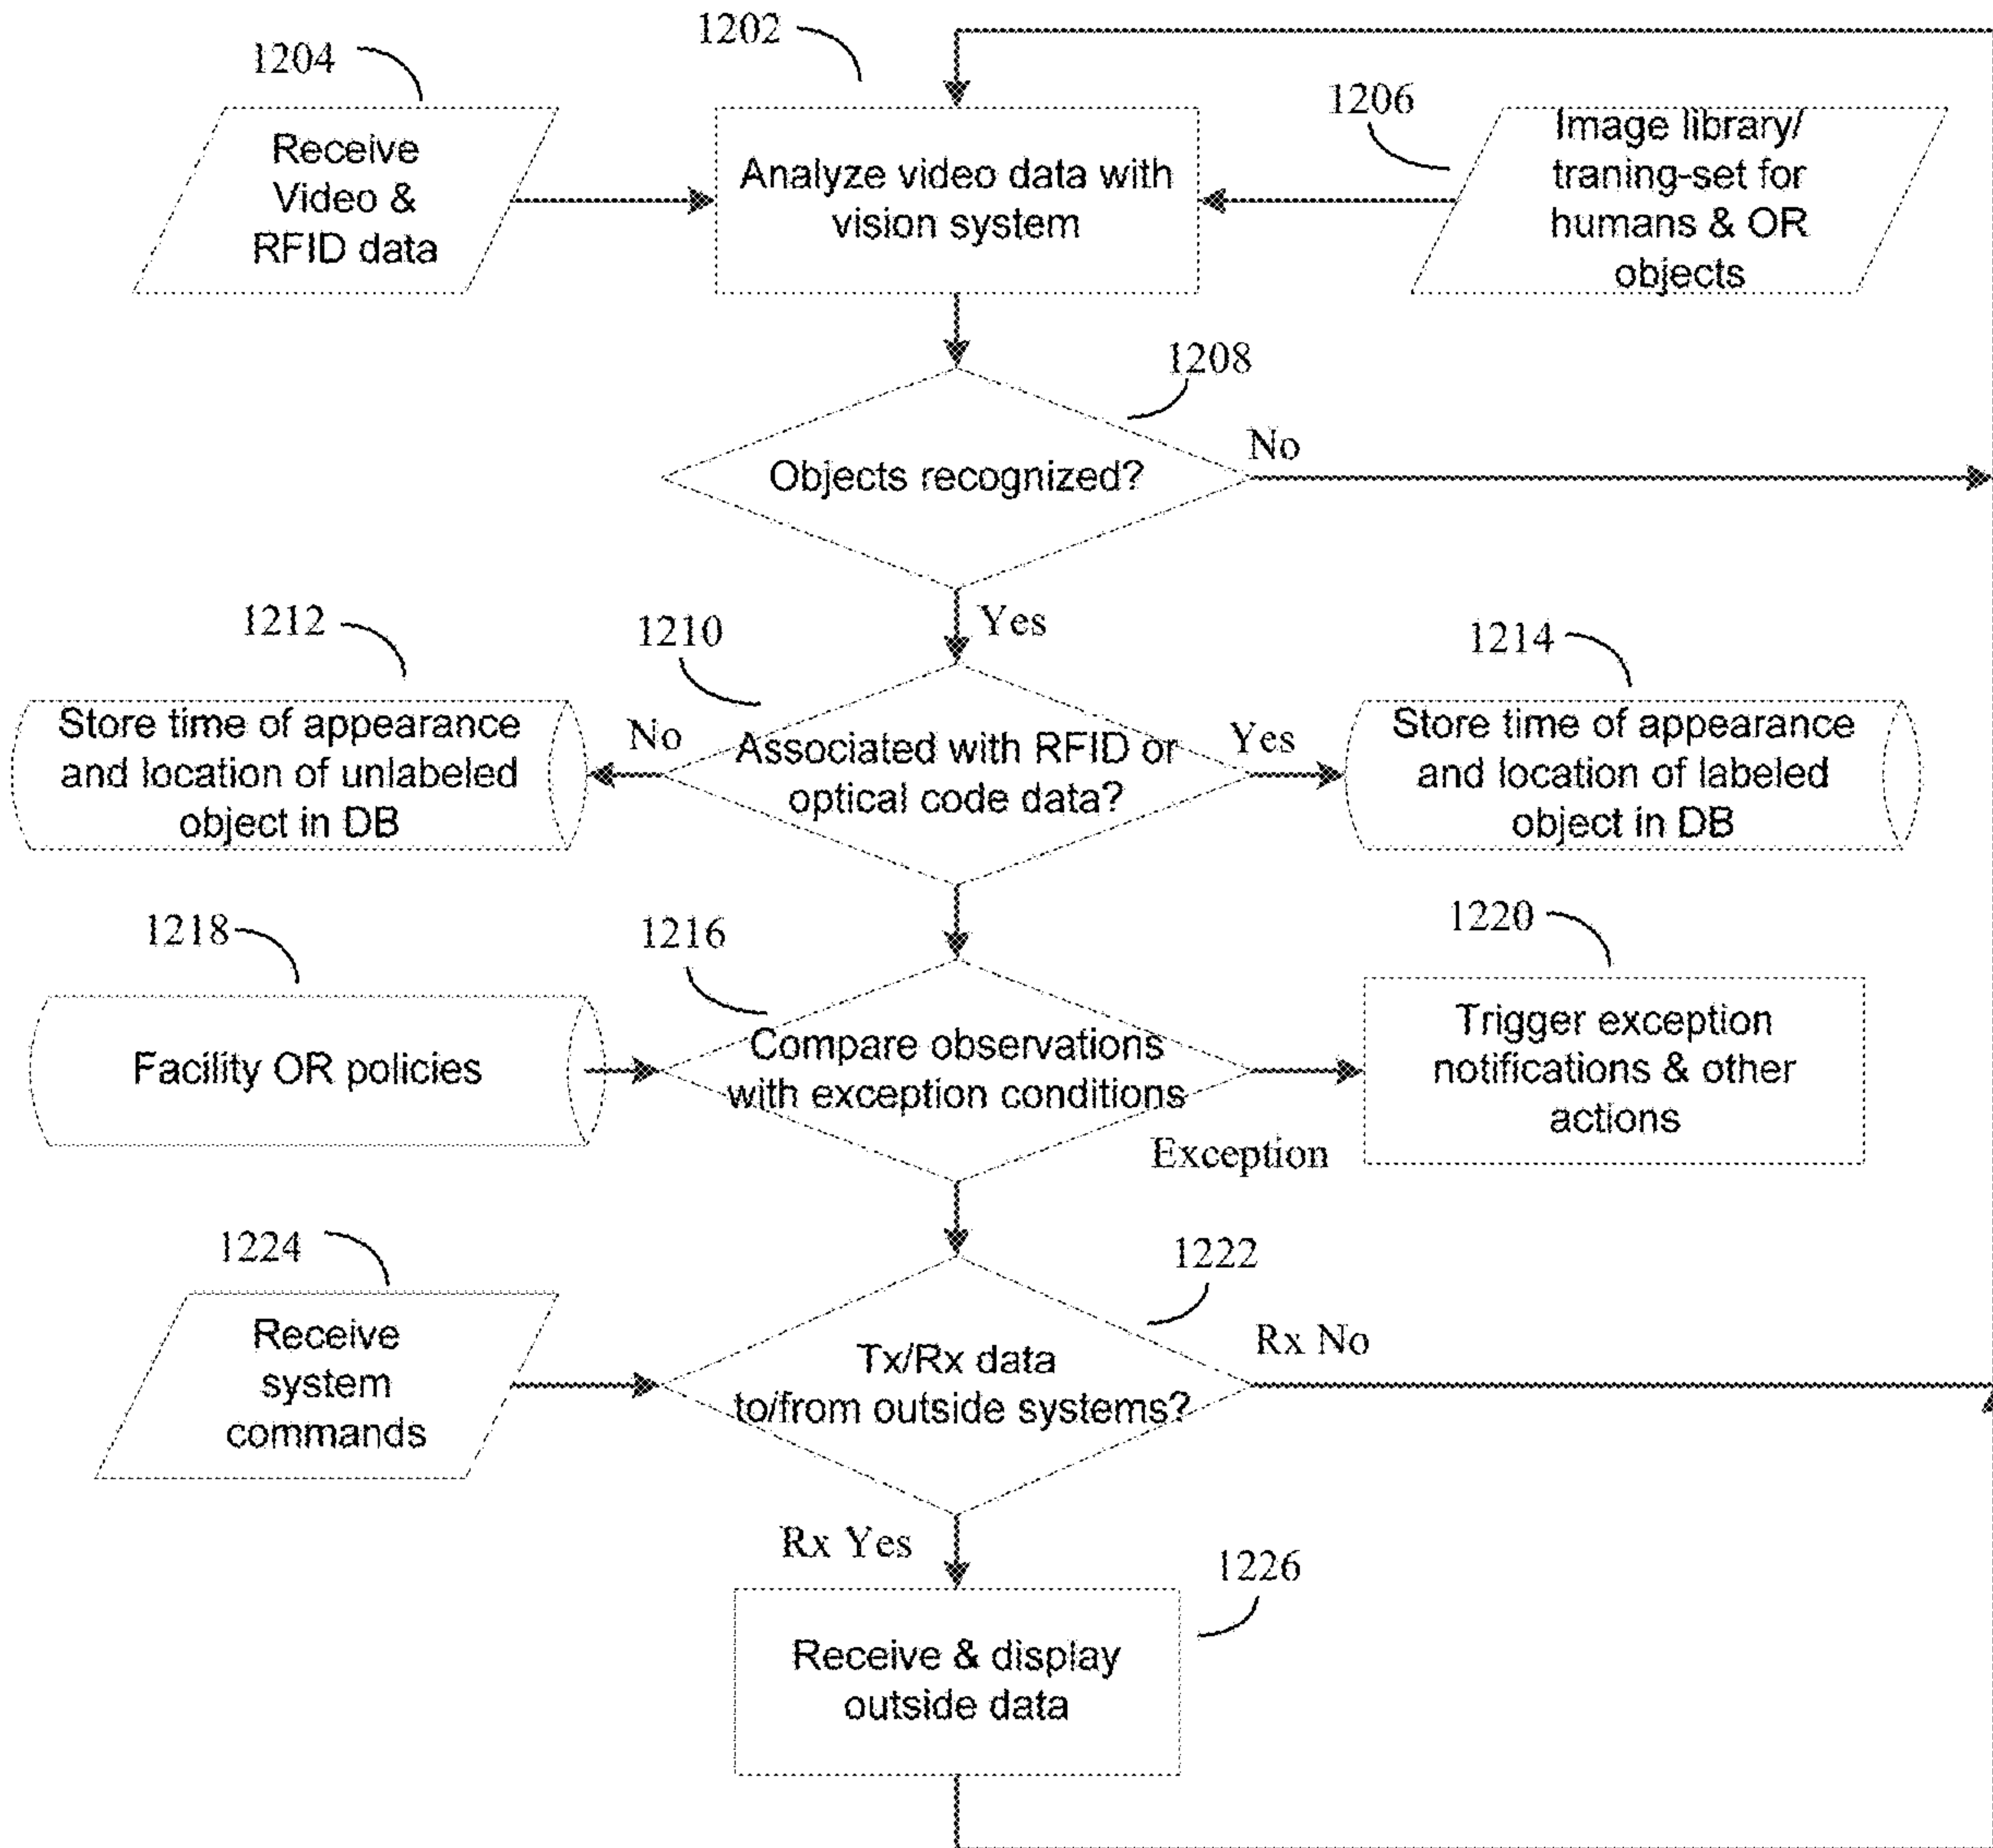 1202
1204
1206
Receive
Video &
RFID data
Analyze video data with
vision system
Image library/
traning-set for
humans & OR
objects
1208
No
Objects recognized?
Yes
1212
1210
1214
Store time of appearance
and location of unlabeled
object in DB
No
Associated with RFID or
optical code data?
Yes
Store time of appearance
and location of labeled
object in DB
1218
1216
1220
Facility OR policies
Compare observations
with exception conditions
Trigger exception
notifications & other
actions
Exception
1224
1222
Receive
system
commands
Tx/Rx data
to/from outside systems?
Rx No
Rx Yes
1226
Receive & display
outside data